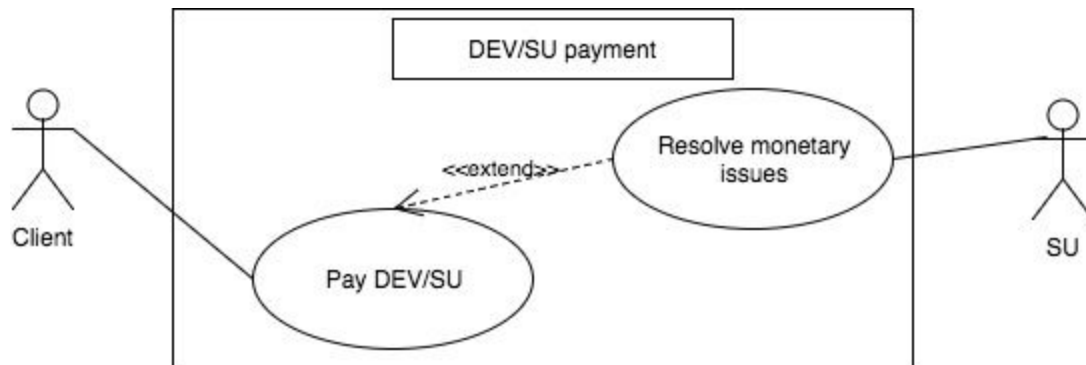 DEV/SU payment
Resolve monetary
issues
<<extend>>
Client
SU
Pay DEV/SU